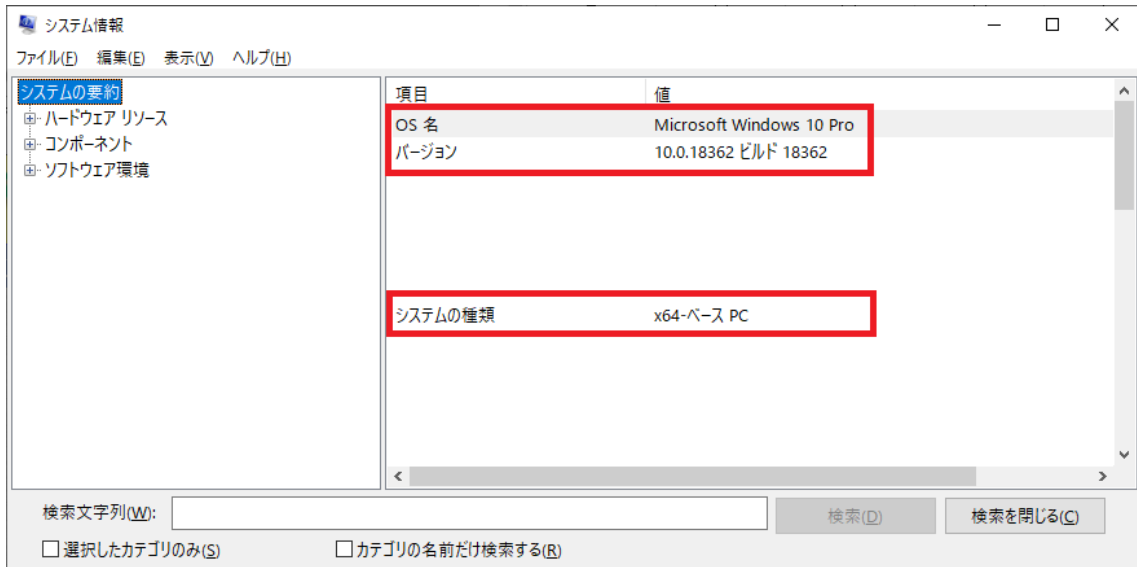 システム情報
ファイル(F) 編集(E) 表示(V) ヘルプ(H)
システムの要約
ハードウェア リソース
コンポーネント
ソフトウェア環境
項目 値
OS 名 Microsoft Windows 10 Pro
バージョン 10.0.18362 ビルド 18362
システムの種類 x64-ベース PC
検索文字列(W): 検索(D) 検索を閉じる(C)
選択したカテゴリのみ(S) カテゴリの名前だけ検索する(R)